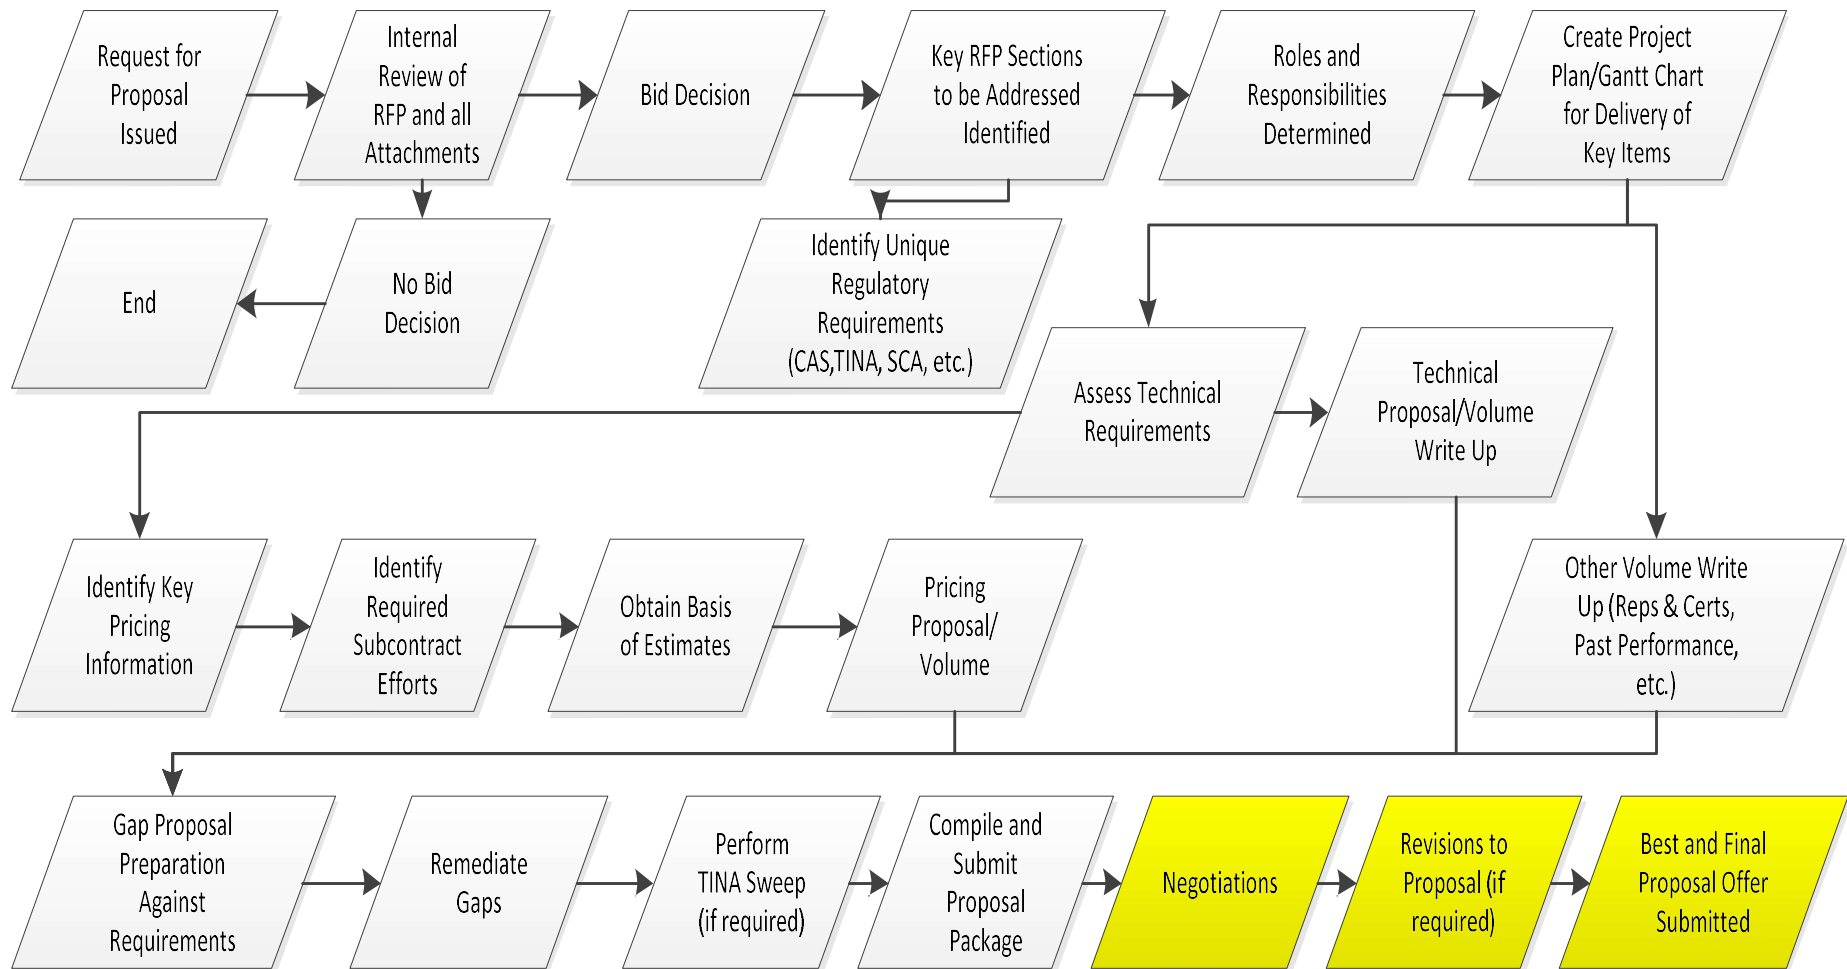 Request for
Proposal
Issued
Internal
Review of
RFP and all
Attachments
Bid Decision
Key RFP Sections
to be Addressed
Identified
Roles and
Responsibilities
Determined
Create Project
Plan/Gantt Chart
for Delivery of
Key Items
End
No Bid
Decision
Identify Unique
Regulatory
Requirements
(CAS,TINA, SCA, etc.)
Assess Technical
Requirements
Technical
Proposal/Volume
Write Up
Identify Key
Pricing
Information
Identify
Required
Subcontract
Efforts
Obtain Basis
of Estimates
Pricing
Proposal/
Volume
Other Volume Write
Up (Reps & Certs,
Past Performance,
etc.)
Gap Proposal
Preparation
Against
Requirements
Remediate
Gaps
Perform
TINA Sweep
(if required)
Compile and
Submit
Proposal
Package
Negotiations
Revisions to
Proposal (if
required)
Best and Final
Proposal Offer
Submitted